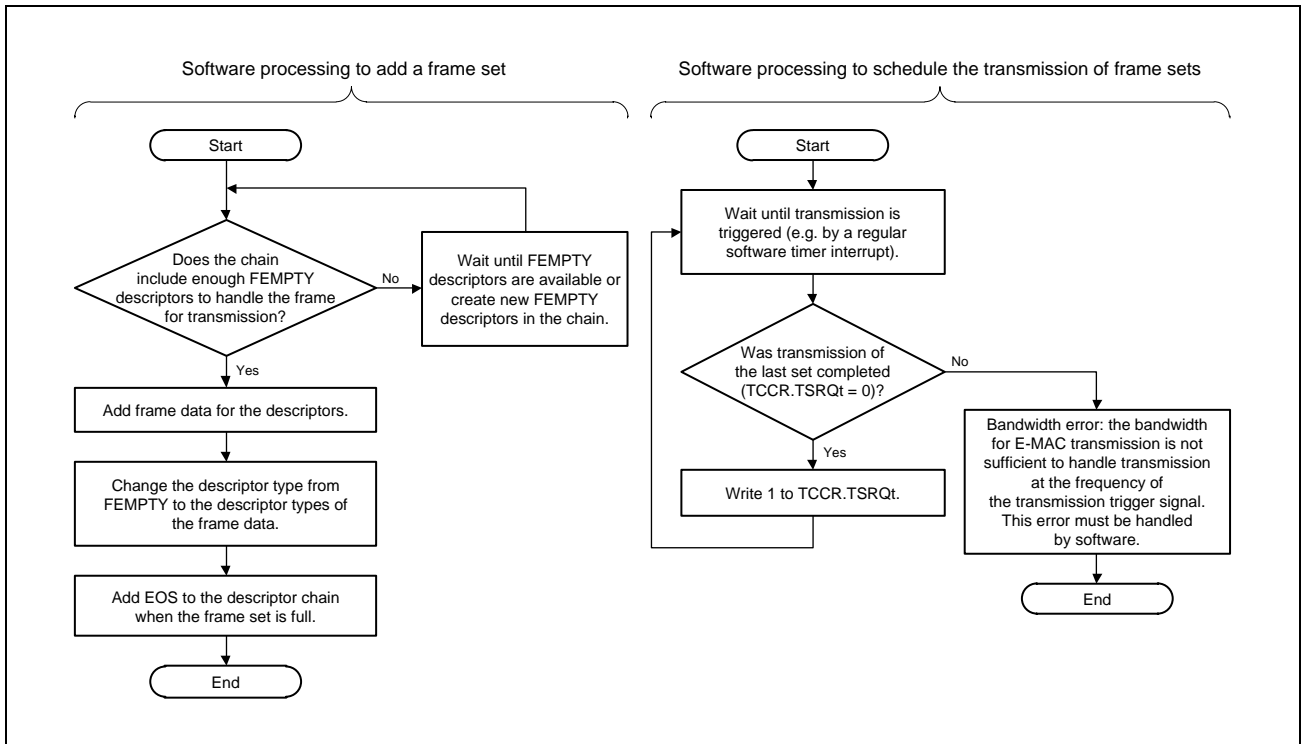 Software processing to add a frame set
Start
Does the chain
include enough FEMPTY
descriptors to handle the frame
for transmission?
No
Wait until FEMPTY
descriptors are available or
create new FEMPTY
descriptors in the chain.
Yes
Add frame data for the descriptors.
Change the descriptor type from
FEMPTY to the descriptor types of
the frame data.
Add EOS to the descriptor chain
when the frame set is full.
End
Software processing to schedule the transmission of frame sets
Start
Wait until transmission is
triggered (e.g. by a regular
software timer interrupt).
Was transmission of
the last set completed
(TCCR.TSRQt = 0)?
No
Yes
Write 1 to TCCR.TSRQt.
Bandwidth error: the bandwidth
for E-MAC transmission is not
sufficient to handle transmission
at the frequency of
the transmission trigger signal.
This error must be handled
by software.
End